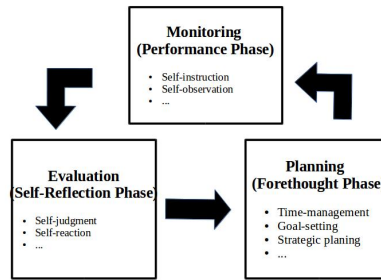 Monitoring
(Performance Phase)
• Self-instruction
• Self-observation
• ...
Evaluation
(Self-Reflection Phase)
• Self-judgment
• Self-reaction
• ...
Planning
(Forethought Phase)
• Time-management
• Goal-setting
• Strategic planing
• ...